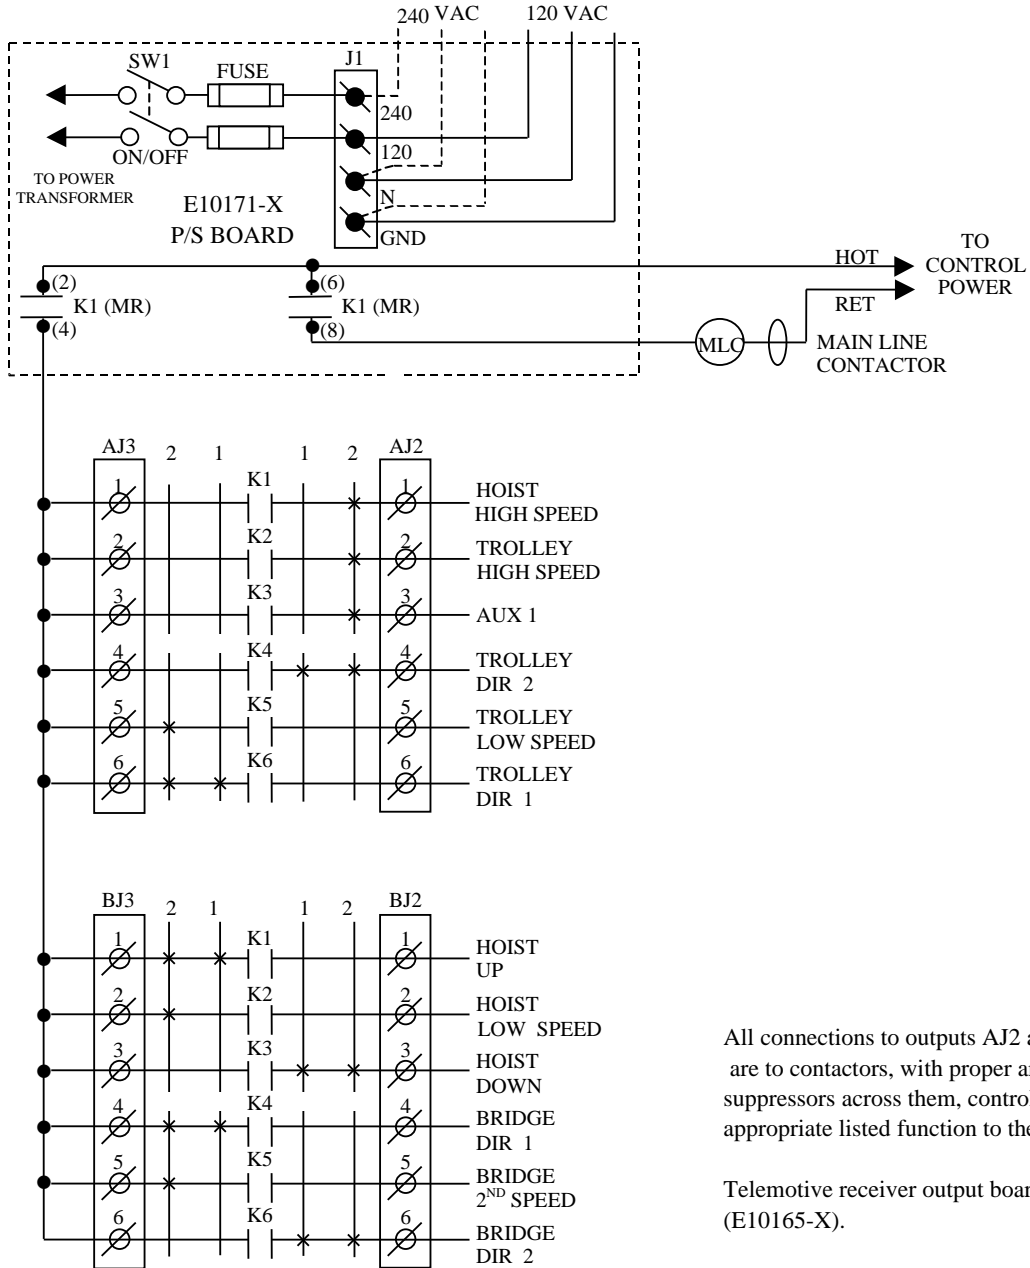 240 VAC 120 VAC
SW1 FUSE J1
240
120
ON/OFF
N
GND
TO POWER
TRANSFORMER
E10171-X
P/S BOARD
HOT
RET
TO
CONTROL
POWER
(2) (6)
K1 (MR) K1 (MR)
(4) (8)
MLC
MAIN LINE
CONTACTOR
AJ3 2 1 1 2 AJ2
1 K1 1 HOIST
HIGH SPEED
2 K2 2 TROLLEY
HIGH SPEED
3 K3 3 AUX 1
4 K4 4 TROLLEY
DIR 2
5 K5 5 TROLLEY
LOW SPEED
6 K6 6 TROLLEY
DIR 1
BJ3 2 1 1 2 BJ2
1 K1 1 HOIST
UP
2 K2 2 HOIST
LOW SPEED
3 K3 3 HOIST
DOWN
4 K4 4 BRIDGE
DIR 1
5 K5 5 BRIDGE
2ND SPEED
6 K6 6 BRIDGE
DIR 2
All connections to outputs AJ2
are to contactors, with proper
suppressors across them,
appropriate listed function to
Telemotive receiver output
(E10165-X).